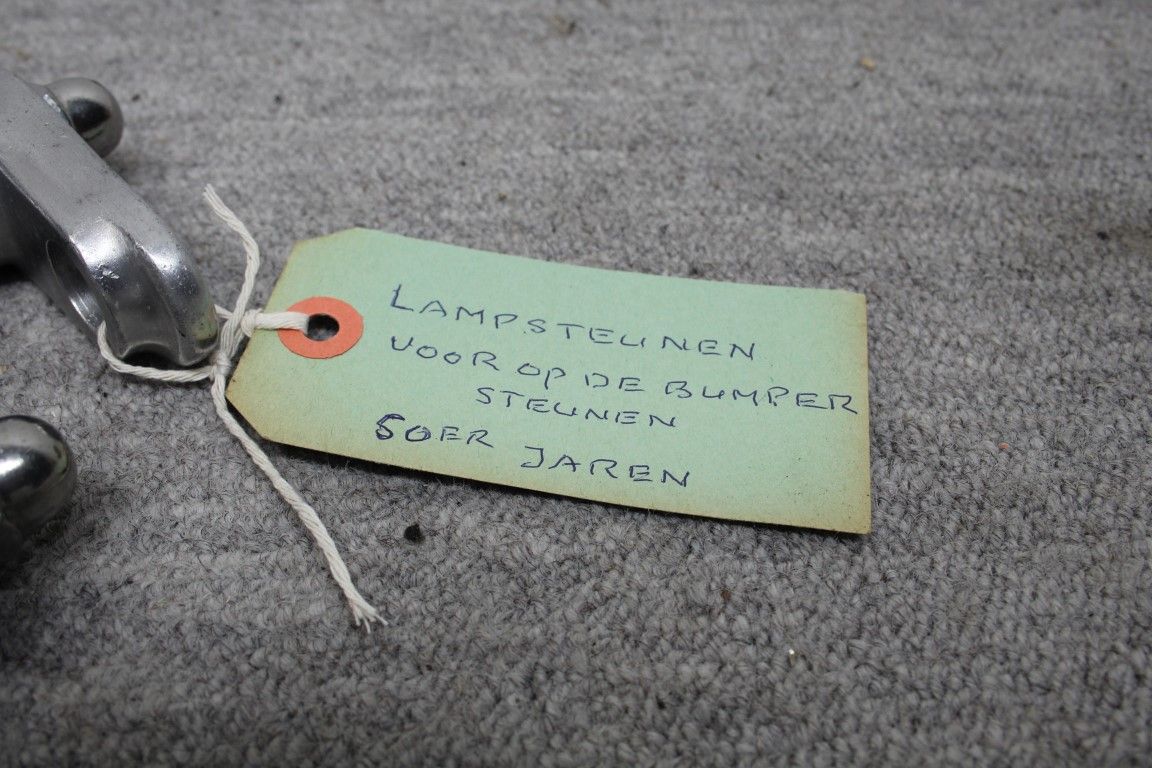 LAMPSTEUNEN
VOOR OP DE BUMPER
STEUNEN
50ER JAREN